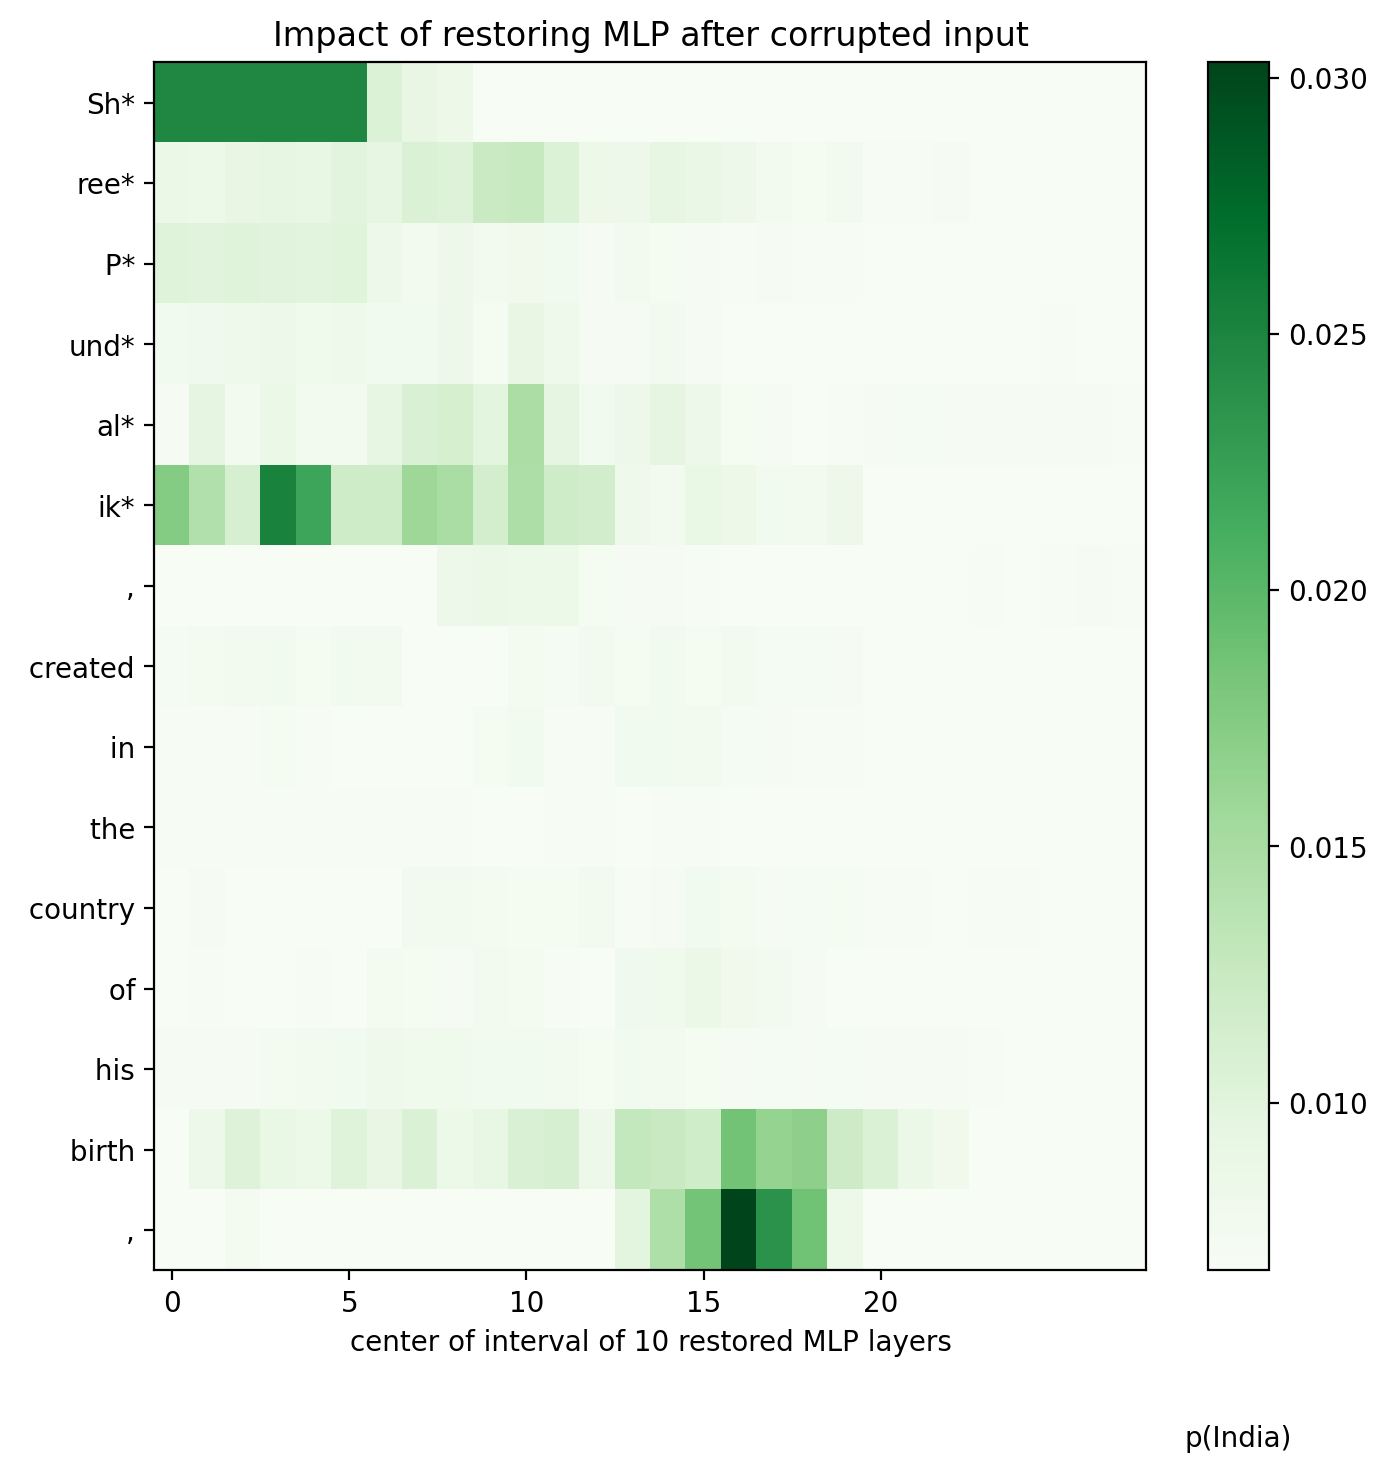 Impact of restoring MLP after corrupted input
Sh*
ree*
P*
und*
al*
ik*
,
created
in
the
country
of
his
birth
,
0 5 10 15 20
center of interval of 10 restored MLP layers
0.030
0.025
0.020
0.015
0.010
p(India)